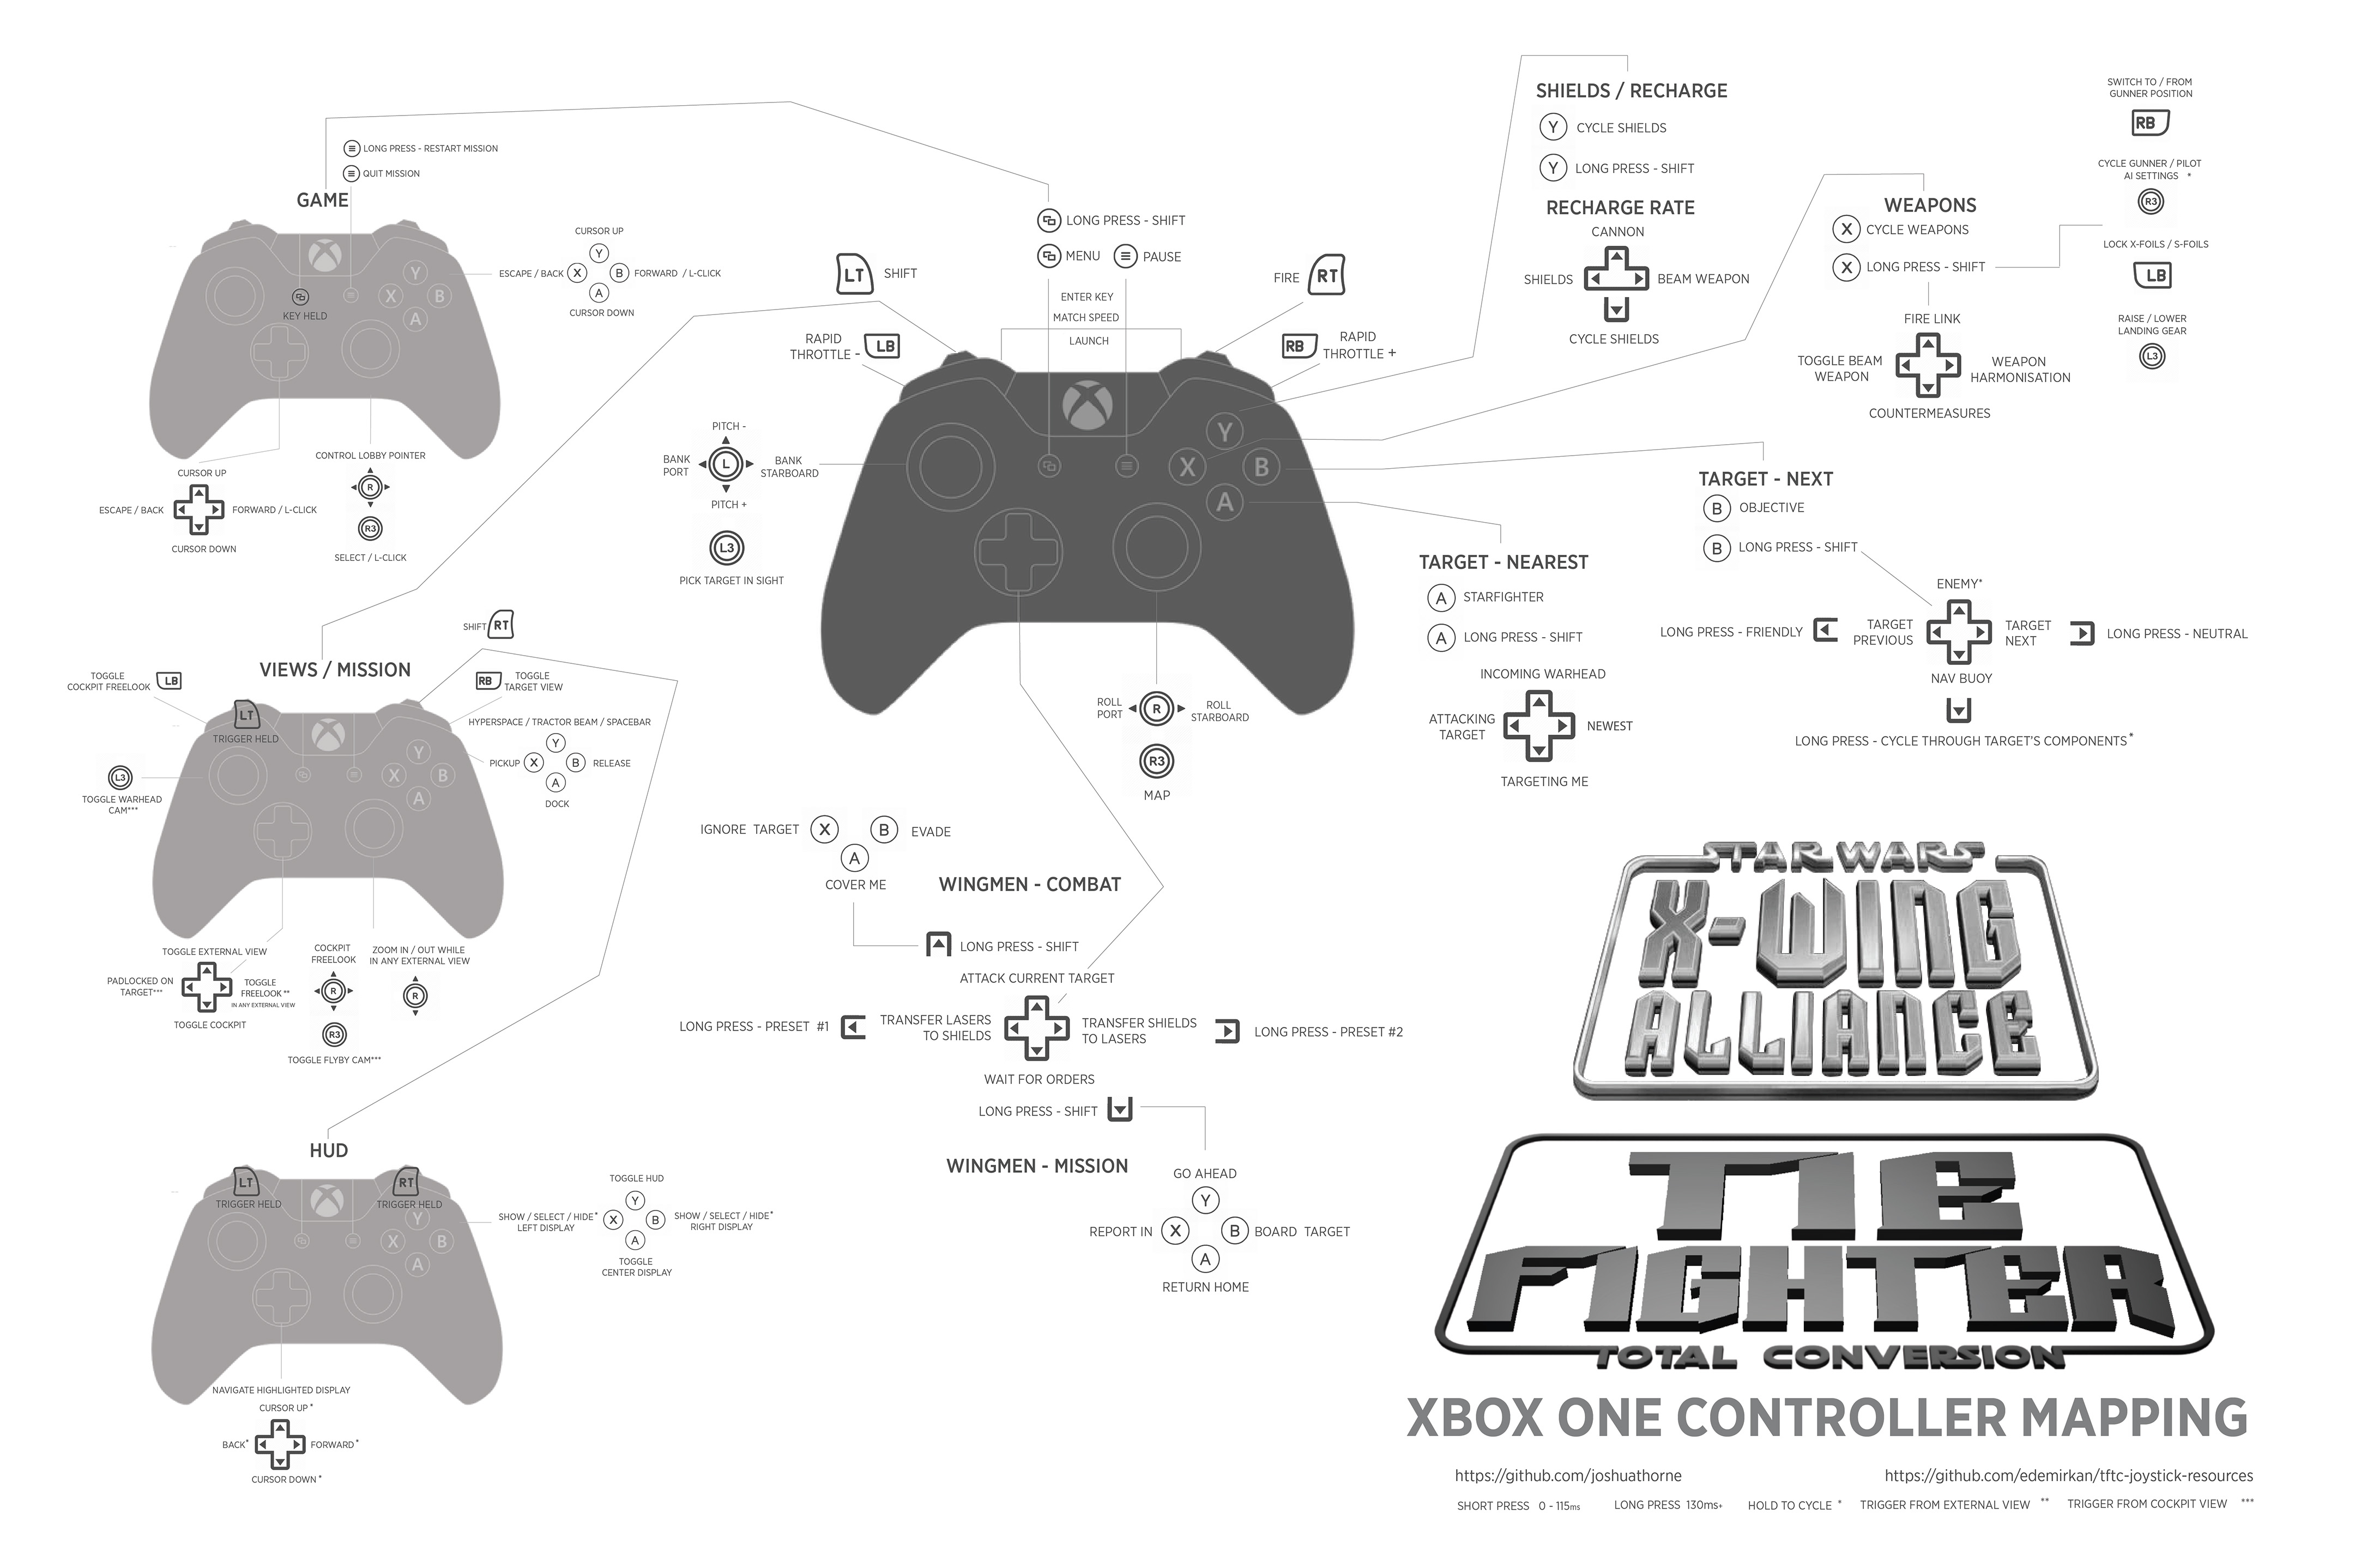 LONG PRESS - RESTART MISSION
QUIT MISSION
GAME
KEY HELD
Y
X B
A
CURSOR UP
Y
ESCAPE / BACK X B FORWARD / L-CLICK
A
CURSOR DOWN
CURSOR UP
ESCAPE / BACK FORWARD / L-CLICK
CURSOR DOWN
CONTROL LOBBY POINTER
R
R3
SELECT / L-CLICK
LONG PRESS - SHIFT
MENU PAUSE
ENTER KEY
MATCH SPEED
LAUNCH
LT SHIFT
FIRE RT
RAPID
THROTTLE - LB
RB RAPID
THROTTLE +
PITCH -
BANK
PORT
L
BANK
STARBOARD
PITCH +
L3
PICK TARGET IN SIGHT
Y
X B
A
ROLL
PORT
R
ROLL
STARBOARD
R3
MAP
SHIELDS / RECHARGE
Y CYCLE SHIELDS
Y LONG PRESS - SHIFT
RECHARGE RATE
CANNON
SHIELDS BEAM WEAPON
CYCLE SHIELDS
WEAPONS
X CYCLE WEAPONS
X LONG PRESS - SHIFT
FIRE LINK
TOGGLE BEAM
WEAPON
WEAPON
HARMONISATION
COUNTERMEASURES
SWITCH TO / FROM
GUNNER POSITION
RB
CYCLE GUNNER / PILOT
AI SETTINGS *
R3
LOCK X-FOILS / S-FOILS
LB
RAISE / LOWER
LANDING GEAR
L3
TARGET - NEXT
B OBJECTIVE
B LONG PRESS - SHIFT
ENEMY*
LONG PRESS - FRIENDLY
TARGET
PREVIOUS
TARGET
NEXT
LONG PRESS - NEUTRAL
NAV BUOY
LONG PRESS - CYCLE THROUGH TARGET'S COMPONENTS*
TARGET - NEAREST
A STARFIGHTER
A LONG PRESS - SHIFT
INCOMING WARHEAD
ATTACKING
TARGET
NEWEST
TARGETING ME
SHIFT RT
VIEWS / MISSION
TOGGLE
COCKPIT FREELOOK LB
RB TOGGLE
TARGET VIEW
LT
TRIGGER HELD
Y
X B
A
HYPERSPACE / TRACTOR BEAM / SPACEBAR
Y
PICKUP X B RELEASE
A
DOCK
L3
TOGGLE WARHEAD
CAM***
TOGGLE EXTERNAL VIEW
PADLOCKED ON
TARGET***
TOGGLE
FREELOOK **
IN ANY EXTERNAL VIEW
TOGGLE COCKPIT
COCKPIT
FREELOOK
R
R3
TOGGLE FLYBY CAM***
ZOOM IN / OUT WHILE
IN ANY EXTERNAL VIEW
R
IGNORE TARGET X B EVADE
A
COVER ME
WINGMEN - COMBAT
LONG PRESS - SHIFT
ATTACK CURRENT TARGET
LONG PRESS - PRESET #1
TRANSFER LASERS
TO SHIELDS
TRANSFER SHIELDS
TO LASERS
LONG PRESS - PRESET #2
WAIT FOR ORDERS
LONG PRESS - SHIFT
WINGMEN - MISSION
GO AHEAD
Y
REPORT IN X B BOARD TARGET
A
RETURN HOME
HUD
LT
TRIGGER HELD
RT
TRIGGER HELD
Y
X B
A
TOGGLE HUD
Y
SHOW / SELECT / HIDE*
LEFT DISPLAY
X B
SHOW / SELECT / HIDE*
RIGHT DISPLAY
A
TOGGLE
CENTER DISPLAY
NAVIGATE HIGHLIGHTED DISPLAY
CURSOR UP *
BACK* FORWARD*
CURSOR DOWN *
STAR WARS
X-WING
ALLIANCE
TIE
FIGHTER
TOTAL CONVERSION
XBOX ONE CONTROLLER MAPPING
https://github.com/joshuathorne https://github.com/edemirkan/tftc-joystick-resources
SHORT PRESS 0 - 115ms LONG PRESS 130ms+ HOLD TO CYCLE * TRIGGER FROM EXTERNAL VIEW ** TRIGGER FROM COCKPIT VIEW ***